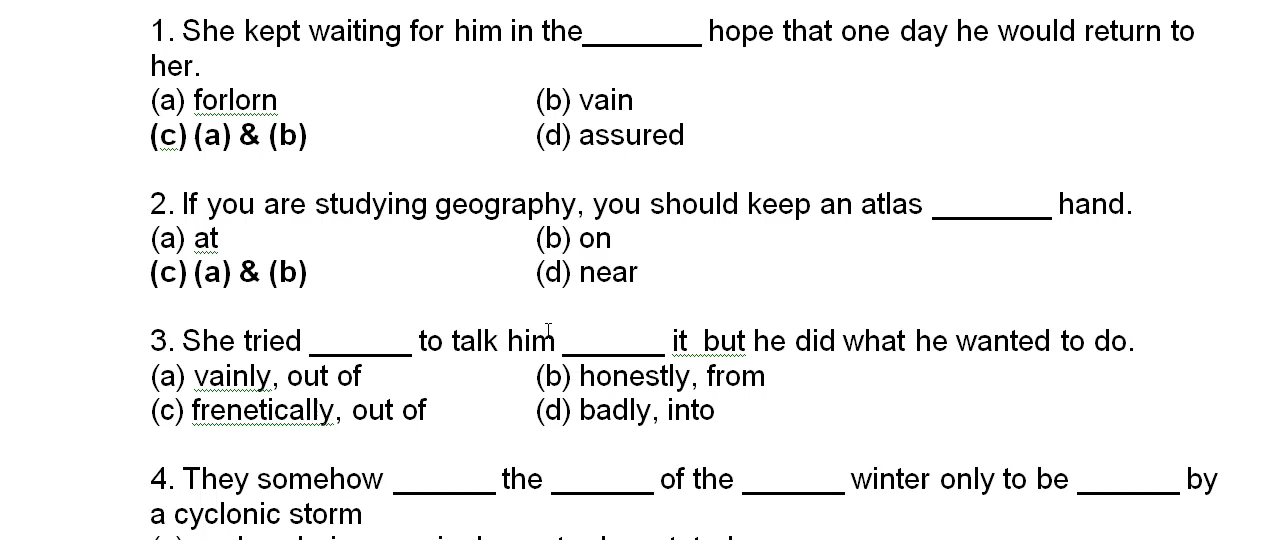 1. She kept waiting for him in the_______ hope that one day he would return to
her.
(a) forlorn (b) vain
(c) (a) & (b) (d) assured
2. If you are studying geography, you should keep an atlas _______ hand.
(a) at (b) on
(c) (a) & (b) (d) near
3. She tried ______ to talk him ______ it but he did what he wanted to do.
(a) vainly, out of (b) honestly, from
(c) frenetically, out of (d) badly, into
4. They somehow ______ the ______ of the ______ winter only to be ______ by
a cyclonic storm